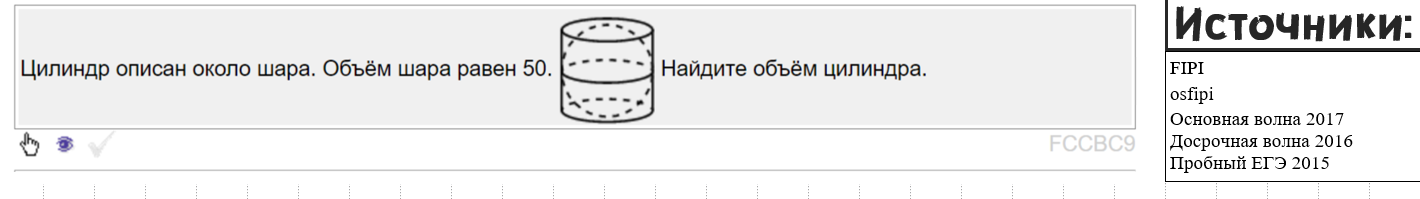 Цилиндр описан около шара. Объём шара равен 50. Найдите объём цилиндра.
FCCBC9
Источники:
FIPI
osfipi
Основная волна 2017
Досрочная волна 2016
Пробный ЕГЭ 2015